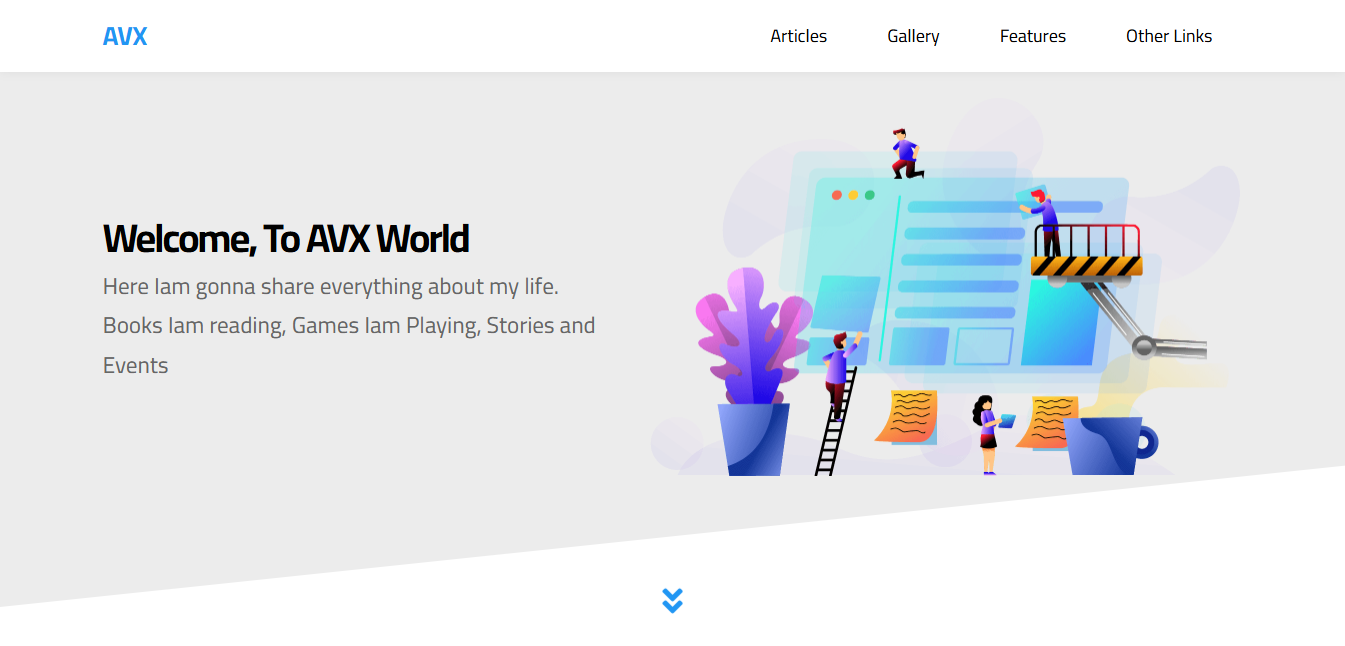 AVX
Articles
Gallery
Features
Other Links
Welcome, To AVX World
Here Iam gonna share everything about my life.
Books Iam reading, Games Iam Playing, Stories and
Events